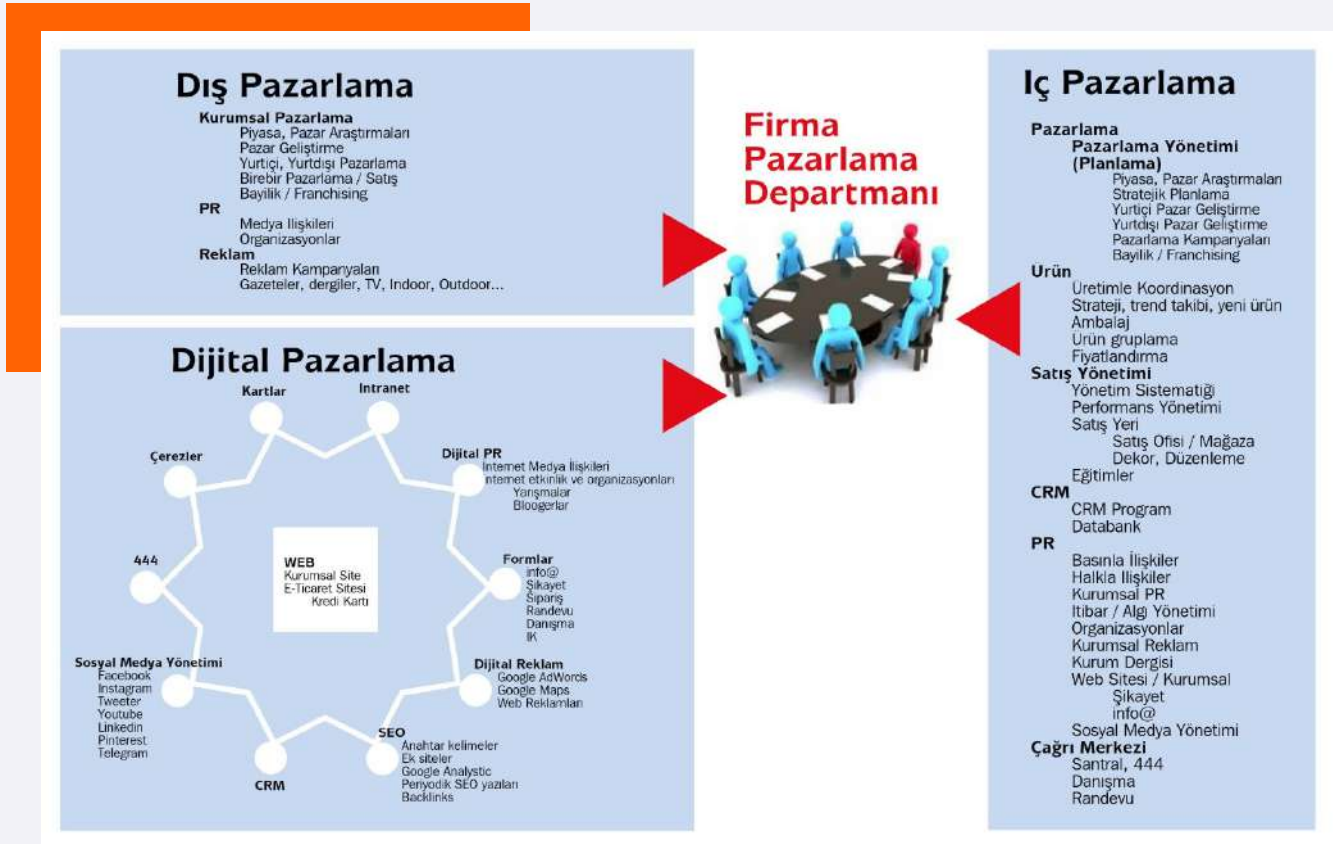 Dış Pazarlama
Kurumsal Pazarlama
Piyasa, Pazar Araştırmaları
Pazar Geliştirme
Yurtiçi, Yurtdışı Pazarlama
Birebir Pazarlama / Satış
Bayilik / Franchising
PR
Medya Ilişkileri
Organizasyonlar
Reklam
Reklam Kampanyaları
Gazeteler, dergiler, TV, Indoor, Outdoor...
Dijital Pazarlama
Kartlar
Intranet
Çerezler
Dijital PR
Internet Medya İlişkileri
Internet etkinlik ve organizasyonları
Yarışmalar
Bloogerlar
444
WEB
Kurumsal Site
E-Ticaret Sitesi
Kredi Kartı
Formlar
info@
Şikayet
Sipariş
Randevu
Danışma
IK
Sosyal Medya Yönetimi
Facebook
Instagram
Tweeter
Youtube
Linkedin
Pinterest
Telegram
Dijital Reklam
Google AdWords
Google Maps
Web Reklamları
CRM
SEO
Anahtar kelimeler
Ek siteler
Google Analystic
Periyodik SEO yazıları
Backlinks
Firma
Pazarlama
Departmanı
Iç Pazarlama
Pazarlama
Pazarlama Yönetimi
(Planlama)
Piyasa, Pazar Araştırmaları
Stratejik Planlama
Yurtiçi Pazar Geliştirme
Yurtdışı Pazar Geliştirme
Pazarlama Kampanyaları
Bayilik / Franchising
Ürün
Üretimle Koordinasyon
Strateji, trend takibi, yeni ürün
Ambalaj
Ürün gruplama
Fiyatlandırma
Satış Yönetimi
Yönetim Sistematiği
Performans Yönetimi
Satış Yeri
Satış Ofisi / Mağaza
Dekor, Düzenleme
Eğitimler
CRM
CRM Program
Databank
PR
Basınla İlişkiler
Halkla Ilişkiler
Kurumsal PR
Itibar / Algı Yönetimi
Organizasyonlar
Kurumsal Reklam
Kurum Dergisi
Web Sitesi / Kurumsal
Şikayet
info@
Sosyal Medya Yönetimi
Çağrı Merkezi
Santral, 444
Danışma
Randevu